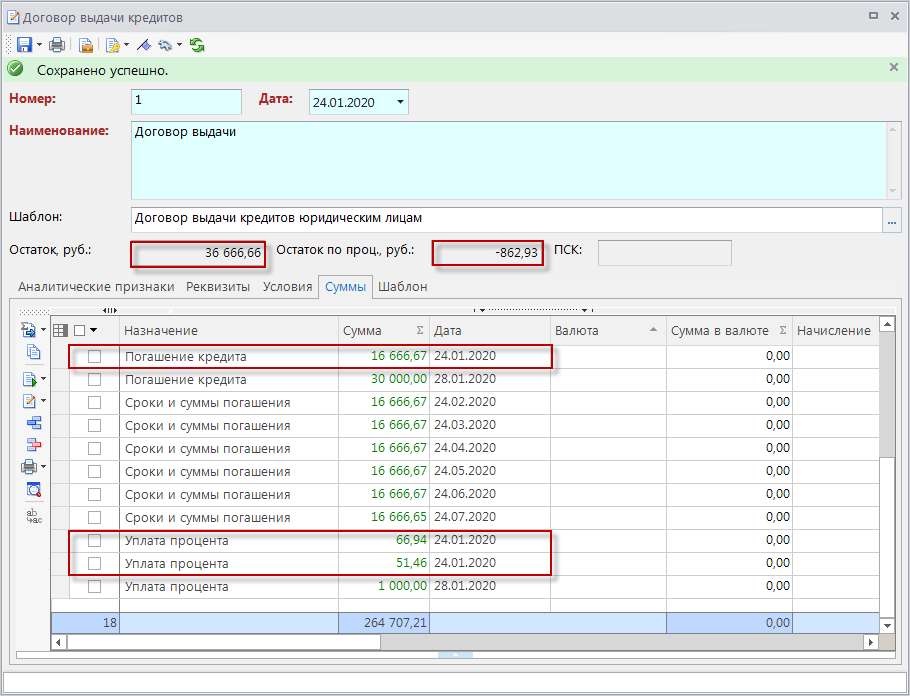 Договор выдачи кредитов
Сохранено успешно.
Номер: 1 Дата: 24.01.2020
Наименование: Договор выдачи
Шаблон: Договор выдачи кредитов юридическим лицам ...
Остаток, руб.: 36 666,66 Остаток по проц., руб.: -862,93 ПСК:
Аналитические признаки Реквизиты Условия Суммы Шаблон
Назначение Сумма Σ Дата Валюта Сумма в валюте Σ Начисление
Погашение кредита 16 666,67 24.01.2020 0,00
Погашение кредита 30 000,00 28.01.2020 0,00
Сроки и суммы погашения 16 666,67 24.02.2020 0,00
Сроки и суммы погашения 16 666,67 24.03.2020 0,00
Сроки и суммы погашения 16 666,67 24.04.2020 0,00
Сроки и суммы погашения 16 666,67 24.05.2020 0,00
Сроки и суммы погашения 16 666,67 24.06.2020 0,00
Сроки и суммы погашения 16 666,65 24.07.2020 0,00
Уплата процента 66,94 24.01.2020 0,00
Уплата процента 51,46 24.01.2020 0,00
Уплата процента 1 000,00 28.01.2020 0,00
18 264 707,21 0,00